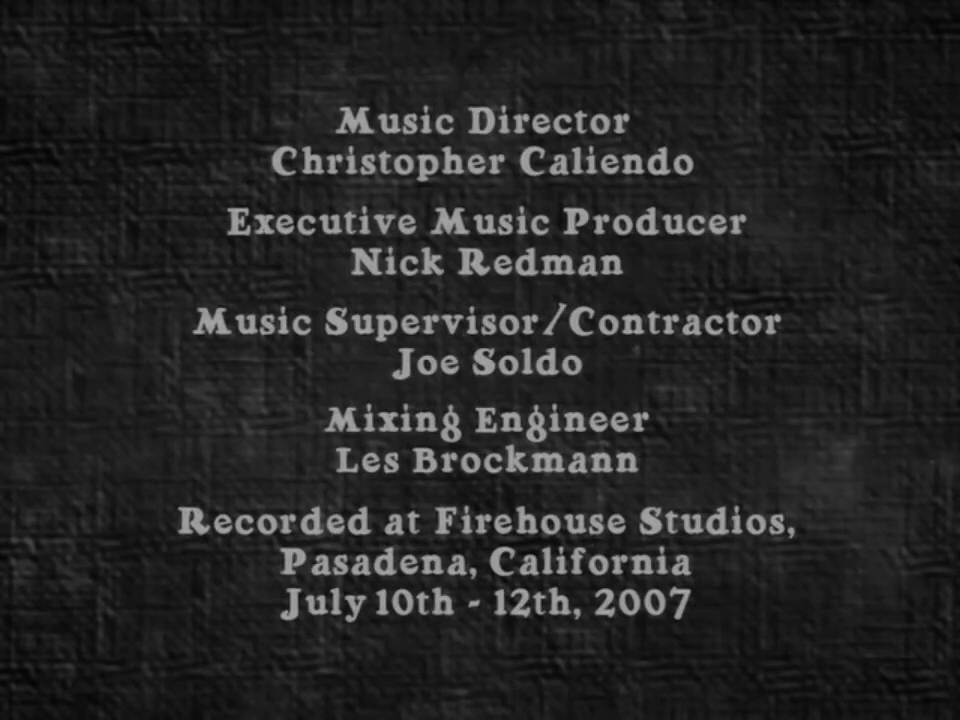 Music Director
Christopher Caliendo
Executive Music Producer
Nick Redman
Music Supervisor/Contractor
Joe Soldo
Mixing Engineer
Les Brockmann
Recorded at Firehouse Studios,
Pasadena, California
July 10th - 12th, 2007